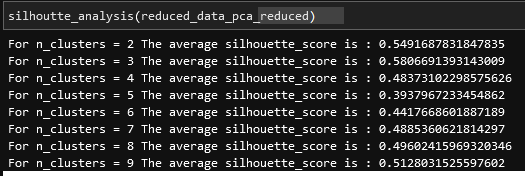 silhoutte_analysis(reduced_data_pca_reduced)
For n_clusters = 2 The average silhouette_score is : 0.5491687831847835
For n_clusters = 3 The average silhouette_score is : 0.5806691393143009
For n_clusters = 4 The average silhouette_score is : 0.48373102298575626
For n_clusters = 5 The average silhouette_score is : 0.3937967233454862
For n_clusters = 6 The average silhouette_score is : 0.4417668601887189
For n_clusters = 7 The average silhouette_score is : 0.4885360621814297
For n_clusters = 8 The average silhouette_score is : 0.49602415969320346
For n_clusters = 9 The average silhouette_score is : 0.5128031525597602